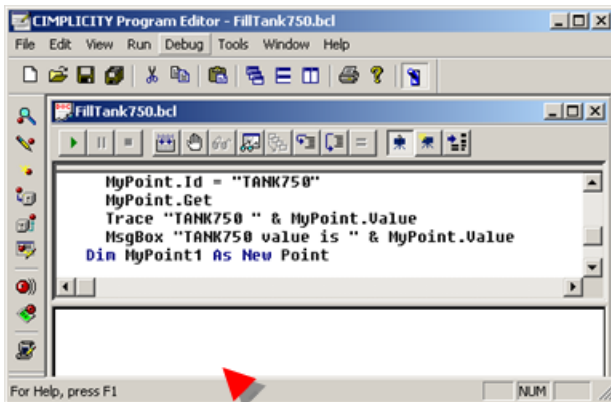 CIMPLICITY Program Editor - FillTank750.bcl
File Edit View Run Debug Tools Window Help
FillTank750.bcl
MyPoint.Id = "TANK750"
MyPoint.Get
Trace "TANK750 " & MyPoint.Value
MsgBox "TANK750 value is " & MyPoint.Value
Dim MyPoint1 As New Point
For Help, press F1
NUM